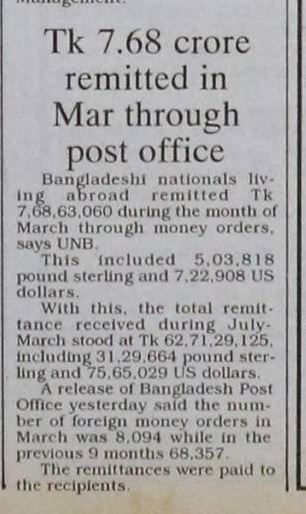 Management.
Tk 7.68 crore
remitted in
Mar through
post office
Bangladeshi nationals liv-
ing abroad remitted Tk
7,68,63,060 during the month of
March through money orders,
says UNB.
This included 5,03,818
pound sterling and 7,22,908 US
dollars.
With this, the total remit-
tance received during July-
March stood at Tk 62,71,29,125,
including 31,29,664 pound ster-
ling and 75,65,029 US dollars.
A release of Bangladesh Post
Office yesterday said the num-
ber of foreign money orders in
March was 8,094 while in the
previous 9 months 68,357.
The remittances were paid to
the recipients.